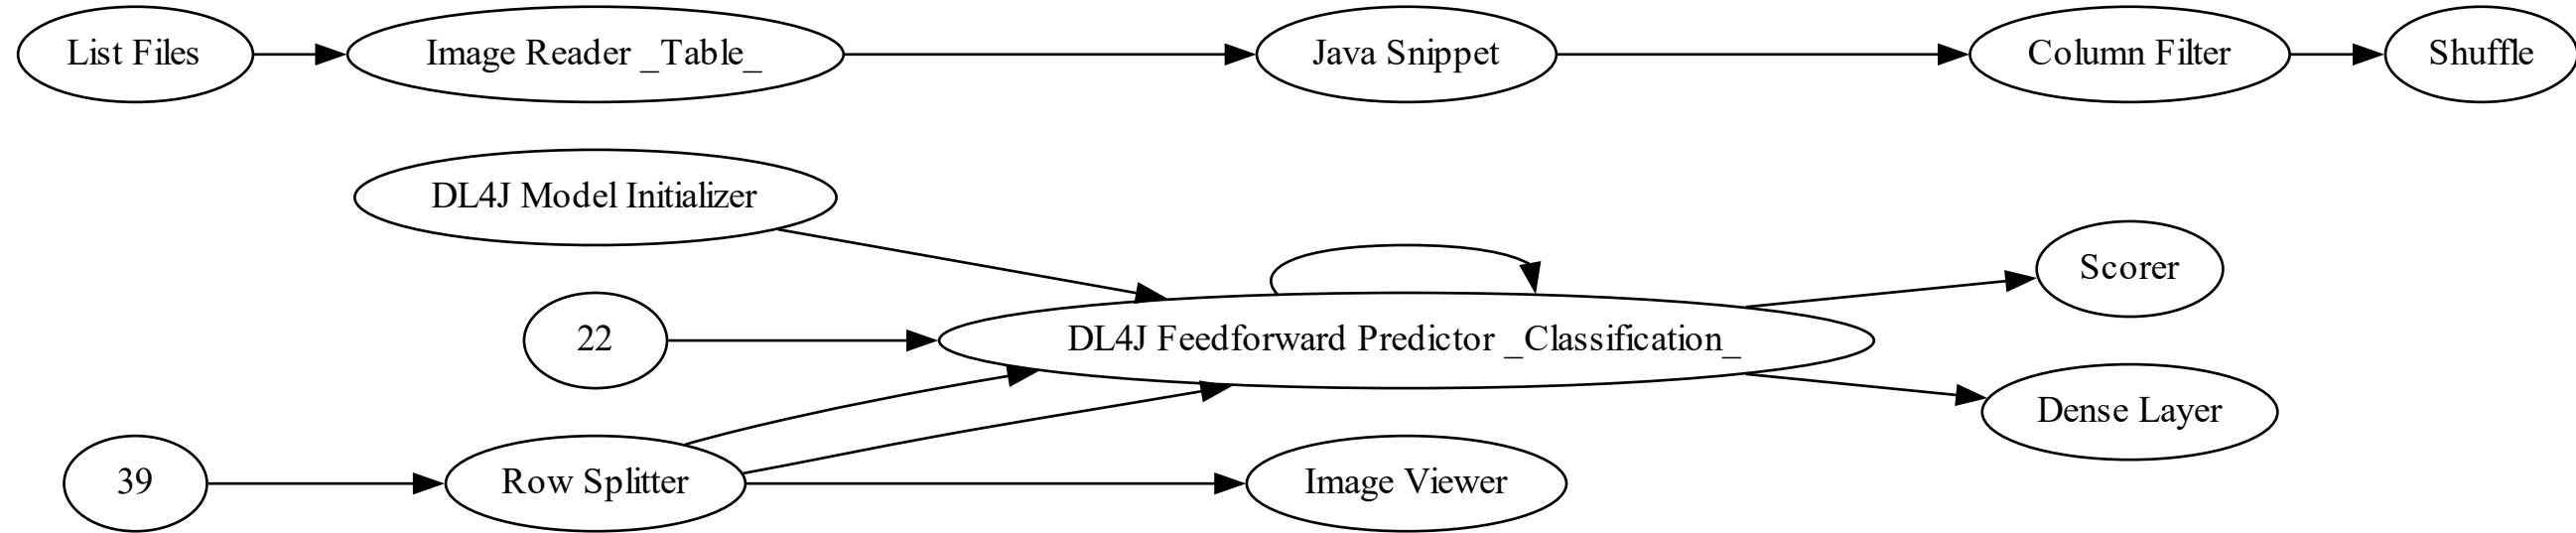 List Files
Image Reader _Table_
Java Snippet
Column Filter
Shuffle
DL4J Model Initializer
Scorer
22
DL4J Feedforward Predictor _Classification_
Dense Layer
39
Row Splitter
Image Viewer